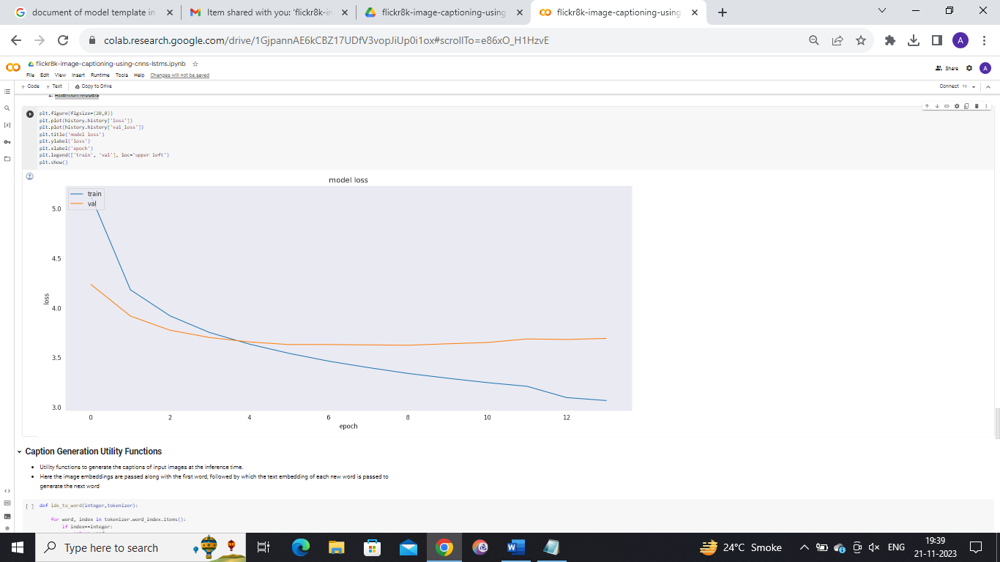 document of model template in
Item shared with you: 'flickr8k-in
flickr8k-image-captioning-using
flickr8k-image-captioning-using
colab.research.google.com/drive/1GjpannAE6kCBZ17UDfV3vopJiUp0i1ox#scrollTo=e86xO_H1HzvE
A
flickr8k-image-captioning-using-cnns-lstms.ipynb
File Edit View Insert Runtime Tools Help Changes will not be saved
Share
A
+ Code + Text Copy to Drive
Connect T4
2. Attention Models
plt.figure(figsize=(20,8))
plt.plot(history.history['loss'])
plt.plot(history.history['val_loss'])
plt.title('model loss')
plt.ylabel('loss')
plt.xlabel('epoch')
plt.legend(['train', 'val'], loc='upper left')
plt.show()
model loss
train
val
5.0
4.5
4.0
3.5
3.0
loss
0 2 4 6 8 10 12
epoch
Caption Generation Utility Functions
• Utility functions to generate the captions of input images at the inference time.
• Here the image embeddings are passed along with the first word, followed by which the text embedding of each new word is passed to
generate the next word
[ ] def idx_to_word(integer,tokenizer):
for word, index in tokenizer.word_index.items():
if index==integer:
Type here to search
24°C Smoke
ENG
19:39
21-11-2023